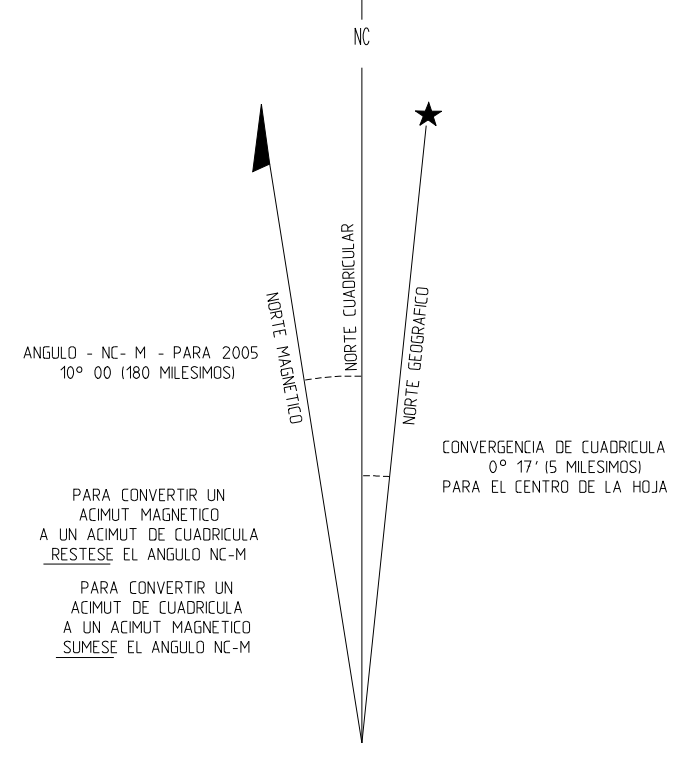 NC
NORTE CUADRICULAR
NORTE MAGNETICO
NORTE GEOGRAFICO
ANGULO - NC- M - PARA 2005
10° 00 (180 MILESIMOS)
CONVERGENCIA DE CUADRICULA
0° 17' (5 MILESIMOS)
PARA EL CENTRO DE LA HOJA
PARA CONVERTIR UN
ACIMUT MAGNETICO
A UN ACIMUT DE CUADRICULA
RESTESE EL ANGULO NC-M
PARA CONVERTIR UN
ACIMUT DE CUADRICULA
A UN ACIMUT MAGNETICO
SUMESE EL ANGULO NC-M